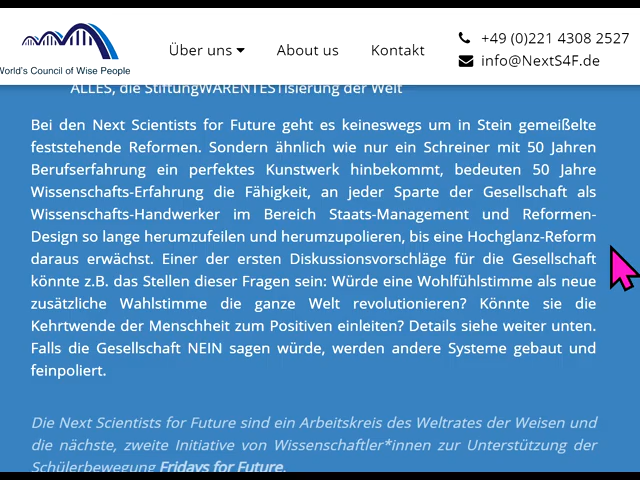 World's Council of Wise People
Über uns
About us
Kontakt
+49 (0)221 4308 2527
info@NextS4F.de
ALLES, die StiftungWARENTESTisierung der Welt
Bei den Next Scientists for Future geht es keineswegs um in Stein gemeißelte
feststehende Reformen. Sondern ähnlich wie nur ein Schreiner mit 50 Jahren
Berufserfahrung ein perfektes Kunstwerk hinbekommt, bedeuten 50 Jahre
Wissenschafts-Erfahrung die Fähigkeit, an jeder Sparte der Gesellschaft als
Wissenschafts-Handwerker im Bereich Staats-Management und Reformen-
Design so lange herumzufeilen und herumzupolieren, bis eine Hochglanz-Reform
daraus erwächst. Einer der ersten Diskussionsvorschläge für die Gesellschaft
könnte z.B. das Stellen dieser Fragen sein: Würde eine Wohlfühlstimme als neue
zusätzliche Wahlstimme die ganze Welt revolutionieren? Könnte sie die
Kehrtwende der Menschheit zum Positiven einleiten? Details siehe weiter unten.
Falls die Gesellschaft NEIN sagen würde, werden andere Systeme gebaut und
feinpoliert.
Die Next Scientists for Future sind ein Arbeitskreis des Weltrates der Weisen und
die nächste, zweite Initiative von Wissenschaftler*innen zur Unterstützung der
Schülerbewegung Fridays for Future.